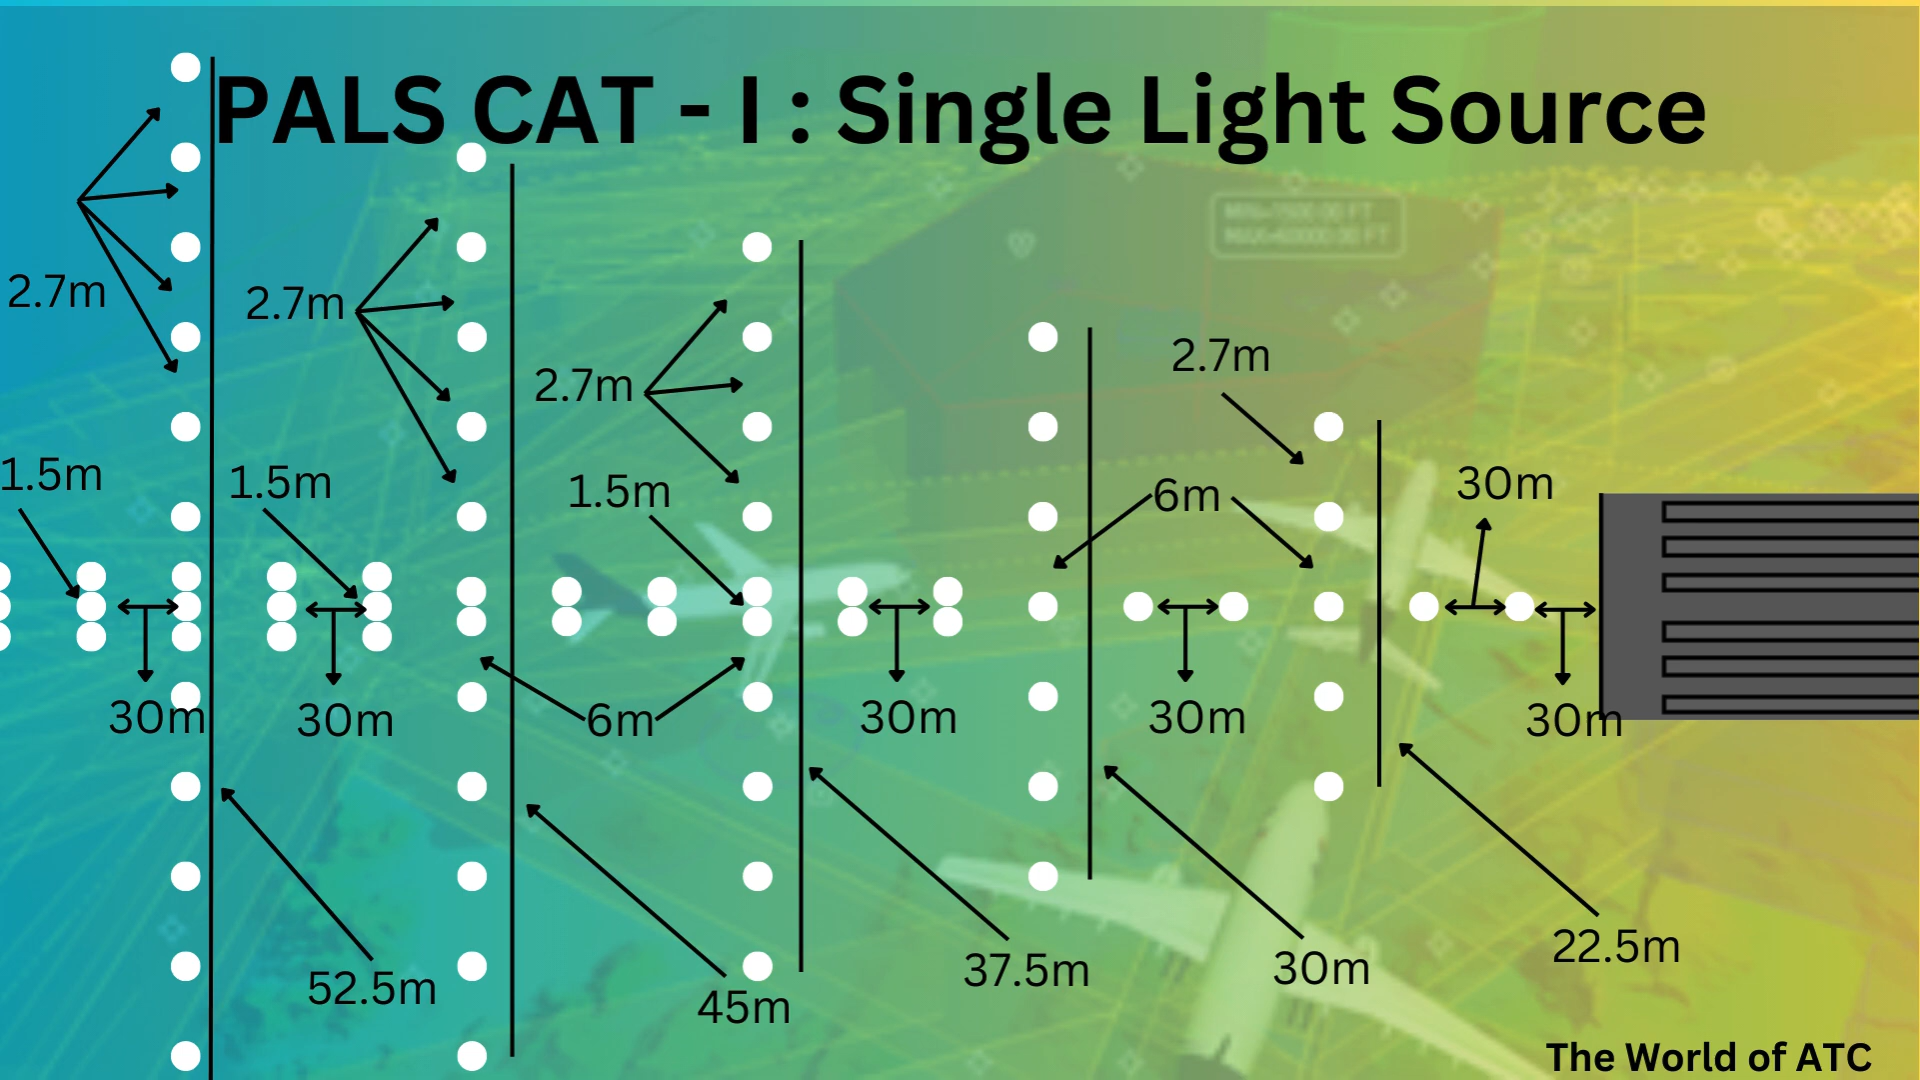 PALS CAT - I : Single Light Source
2.7m
2.7m
2.7m
2.7m
1.5m
1.5m
1.5m
6m
30m
30m
30m
6m
30m
30m
30m
52.5m
45m
37.5m
30m
22.5m
The World of ATC